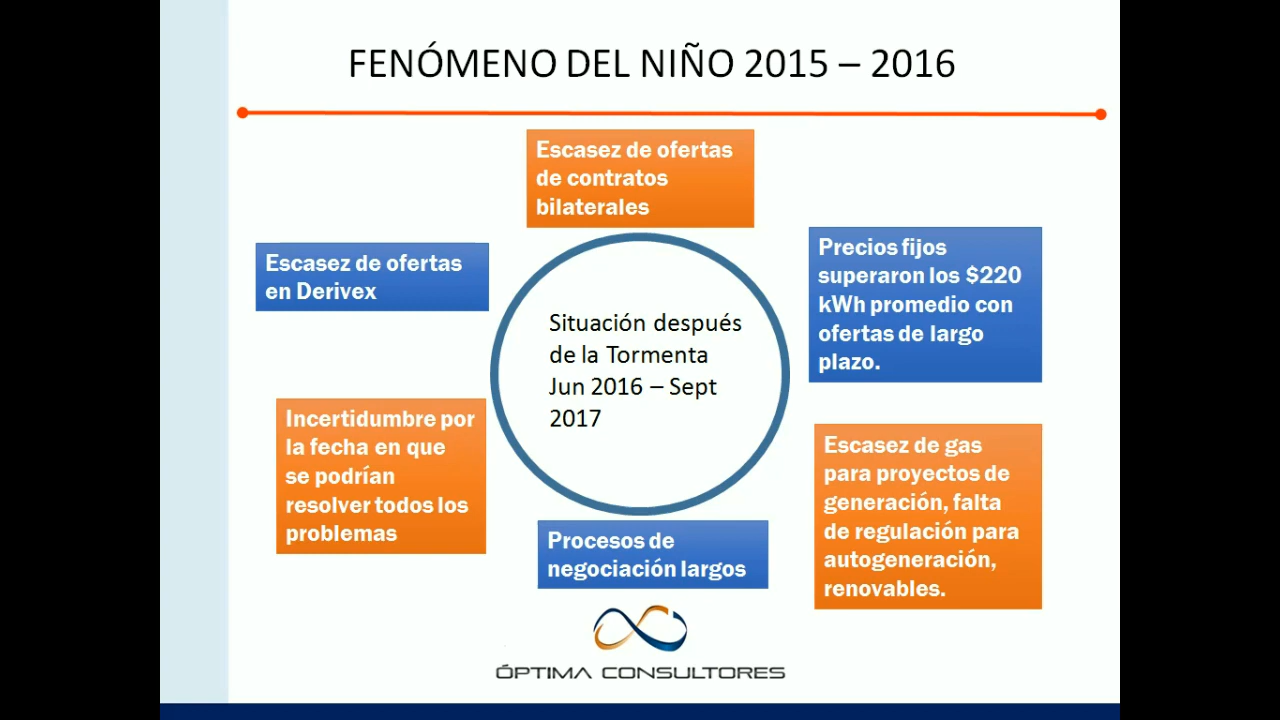 FENÓMENO DEL NIÑO 2015 – 2016
Escasez de ofertas
de contratos
bilaterales
Escasez de ofertas
en Derivex
Precios fijos
superaron los $220
kWh promedio con
ofertas de largo
plazo.
Situación después
de la Tormenta
Jun 2016 – Sept
2017
Incertidumbre por
la fecha en que
se podrían
resolver todos los
problemas
Escasez de gas
para proyectos de
generación, falta
de regulación para
autogeneración,
renovables.
Procesos de
negociación largos
ÓPTIMA CONSULTORES